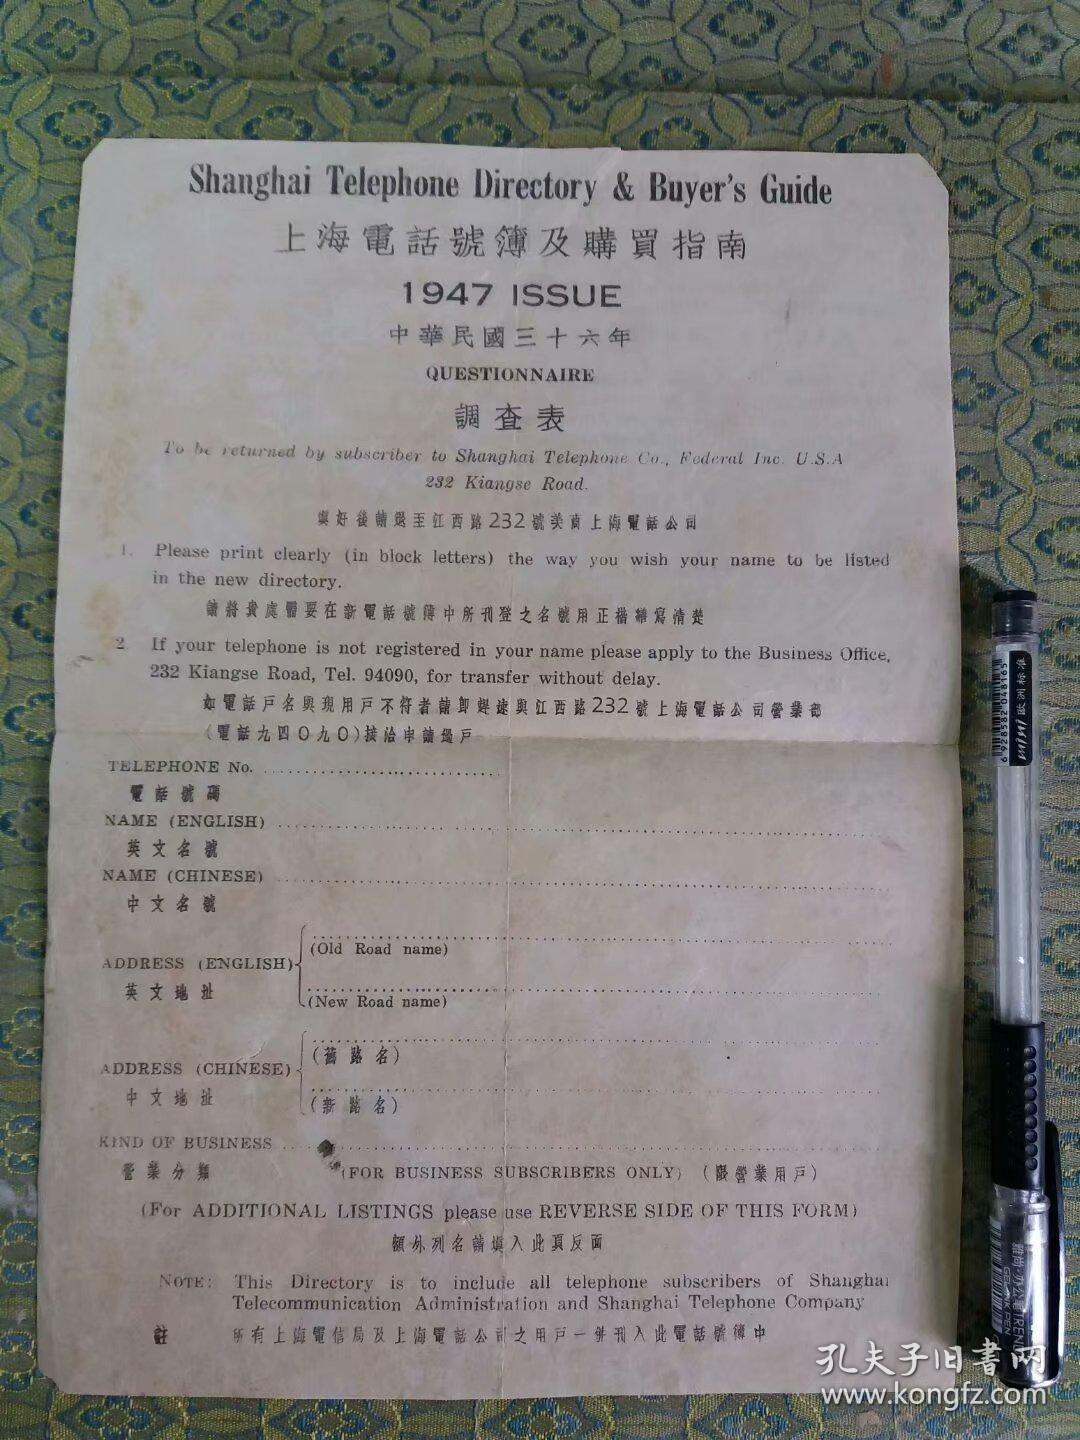 Shanghai Telephone Directory & Buyer's Guide
上海電話號簿及購買指南
1947 ISSUE
中華民國三十六年
QUESTIONNAIRE
調查表
To be returned by subscriber to Shanghai Telephone Co., Federal Inc. U.S.A
232 Kiangse Road.
好後請送至江西路232號美商上海電話公司
1. Please print clearly (in block letters) the way you wish your name to be listed
in the new directory.
請將貴處需要在新電話號簿中所刊登之名號用正楷繕寫清楚
2 If your telephone is not registered in your name please apply to the Business Office,
232 Kiangse Road, Tel. 94090, for transfer without delay.
如電話戶名與現用戶不符者請即趕速與江西路232號上海電話公司營業部
(電話九四〇九〇)接洽申請過戶
TELEPHONE No.
電話號碼
NAME (ENGLISH)
英文名號
NAME (CHINESE)
中文名號
(Old Road name)
ADDRESS (ENGLISH)
英文地址
(New Road name)
(舊路名)
ADDRESS (CHINESE)
中文地址
(新路名)
KIND OF BUSINESS
營業分類
(FOR BUSINESS SUBSCRIBERS ONLY) (限營業用戶)
(For ADDITIONAL LISTINGS please use REVERSE SIDE OF THIS FORM)
額外列名請填入此頁反面
NOTE: This Directory is to include all telephone subscribers of Shanghai
Telecommunication Administration and Shanghai Telephone Company
註 所有上海電信局及上海電話公司之用戶一併刊入此電話號簿中
6 928582 048165
mini
孔夫子旧書网
www.kongfz.com